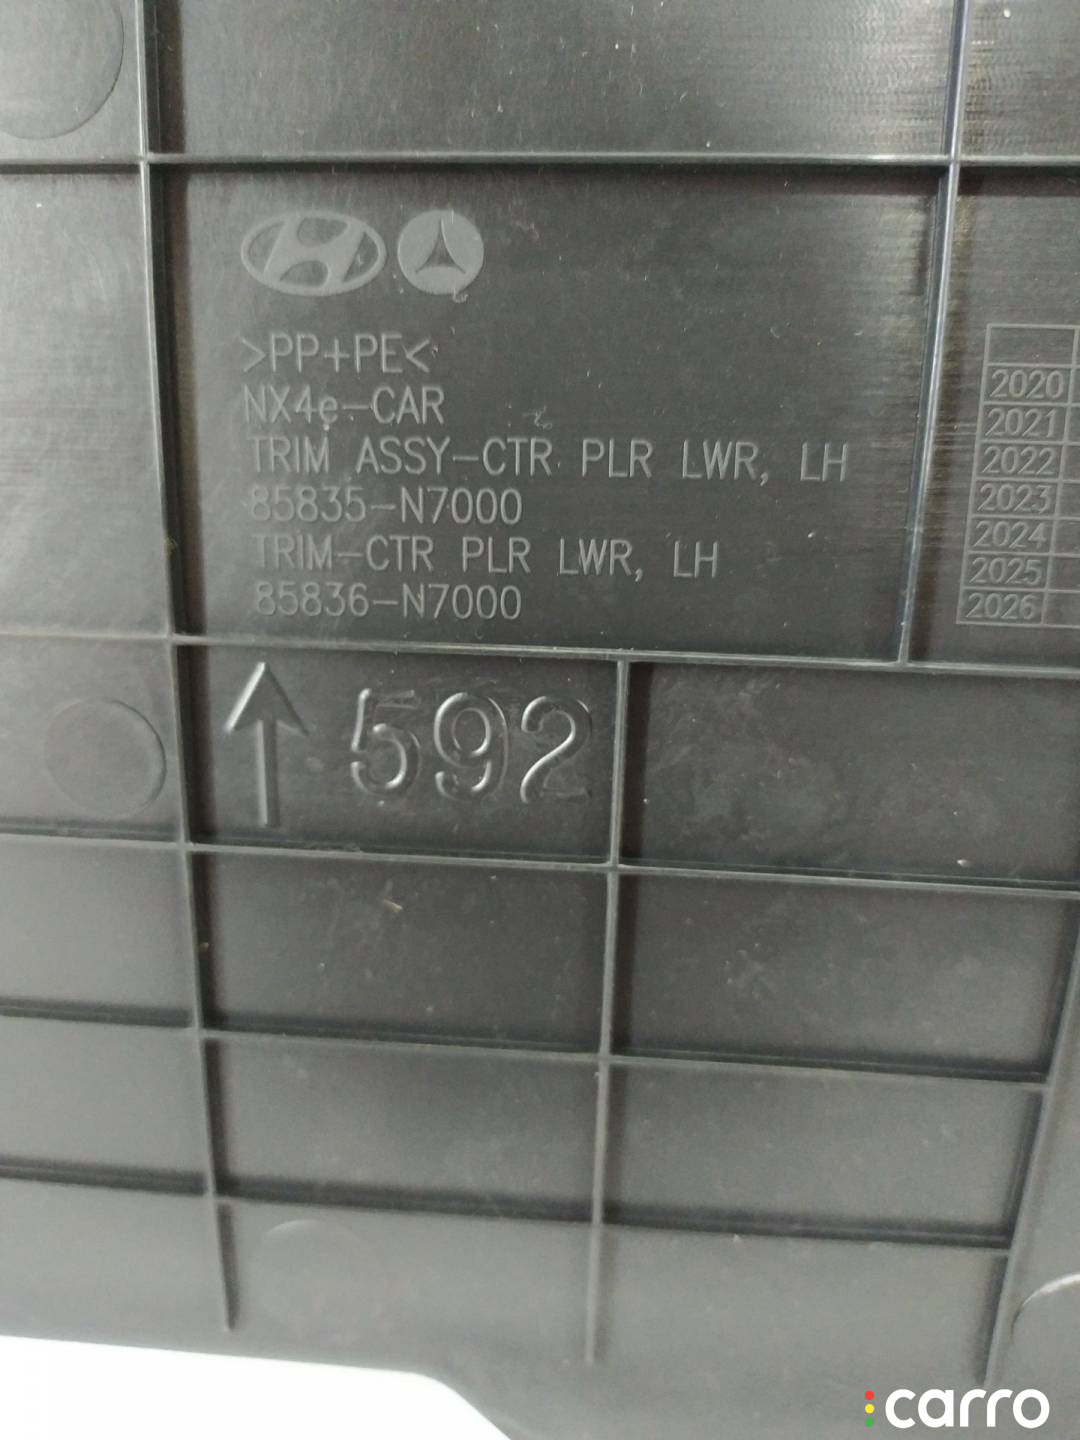 >PP+PE<
NX4e-CAR
TRIM ASSY-CTR PLR LWR, LH
85835-N7000
TRIM-CTR PLR LWR, LH
85836-N7000
2020
2021
2022
2023
2024
2025
2026
592
carro